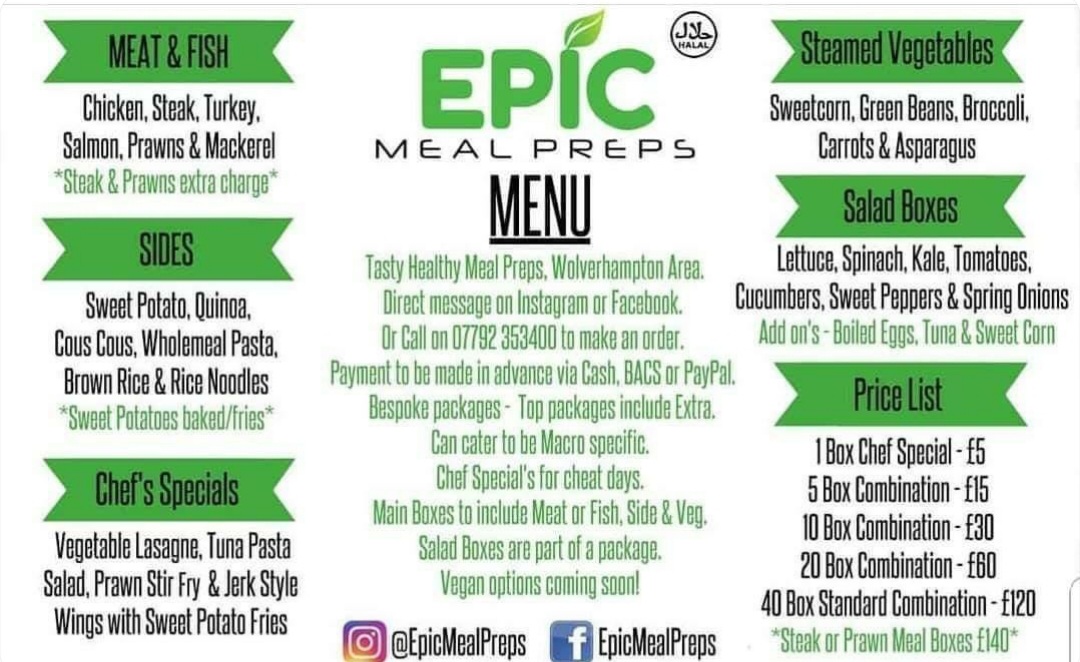 MEAT & FISH
Chicken, Steak, Turkey,
Salmon, Prawns & Mackerel
*Steak & Prawns extra charge*
SIDES
Sweet Potato, Quinoa,
Cous Cous, Wholemeal Pasta,
Brown Rice & Rice Noodles
*Sweet Potatoes baked/fries*
Chef's Specials
Vegetable Lasagne, Tuna Pasta
Salad, Prawn Stir Fry & Jerk Style
Wings with Sweet Potato Fries
حلال
HALAL
EPIC
MEAL PREPS
MENU
Tasty Healthy Meal Preps, Wolverhampton Area.
Direct message on Instagram or Facebook.
Or Call on 07792 353400 to make an order.
Payment to be made in advance via Cash, BACS or PayPal.
Bespoke packages - Top packages include Extra.
Can cater to be Macro specific.
Chef Special's for cheat days.
Main Boxes to include Meat or Fish, Side & Veg.
Salad Boxes are part of a package.
Vegan options coming soon!
@EpicMealPreps
f EpicMealPreps
Steamed Vegetables
Sweetcorn, Green Beans, Broccoli,
Carrots & Asparagus
Salad Boxes
Lettuce, Spinach, Kale, Tomatoes,
Cucumbers, Sweet Peppers & Spring Onions
Add on's - Boiled Eggs, Tuna & Sweet Corn
Price List
1 Box Chef Special - £5
5 Box Combination - £15
10 Box Combination - £30
20 Box Combination - £60
40 Box Standard Combination - £120
*Steak or Prawn Meal Boxes £140*